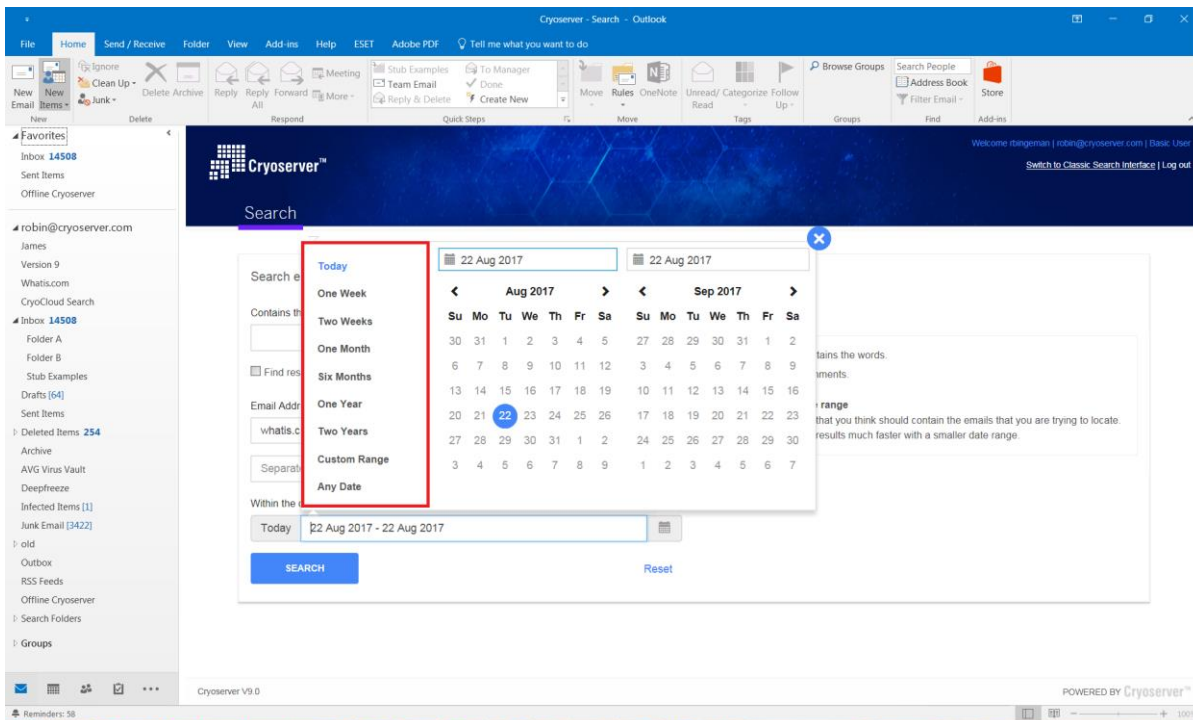 Cryoserver - Search - Outlook
File Home Send / Receive Folder View Add-ins Help ESET Adobe PDF Tell me what you want to do
New Email
New Items
Ignore
Clean Up
Junk
Delete
Archive
Reply
Reply All
Forward
Meeting
More
Stub Examples
Team Email
Reply & Delete
To Manager
Done
Create New
Move
Rules
OneNote
Unread/ Read
Categorize
Follow Up
Browse Groups
Search People
Address Book
Filter Email
Store
New Delete Respond Quick Steps Move Tags Groups Find Add-ins
Favorites
Inbox 14508
Sent Items
Offline Cryoserver
robin@cryoserver.com
James
Version 9
Whatis.com
CryoCloud Search
Inbox 14508
Folder A
Folder B
Stub Examples
Drafts [64]
Sent Items
Deleted Items 254
Archive
AVG Virus Vault
Deepfreeze
Infected Items [1]
Junk Email [3422]
old
Outbox
RSS Feeds
Offline Cryoserver
Search Folders
Groups
Cryoserver™
Welcome rbingeman | robin@cryoserver.com | Basic User
Switch to Classic Search Interface | Log out
Search
Search e
Contains th
Find res
Email Addr
whatis.c
Separat
Within the
Today
One Week
Two Weeks
One Month
Six Months
One Year
Two Years
Custom Range
Any Date
22 Aug 2017
Aug 2017
Su Mo Tu We Th Fr Sa
30 31 1 2 3 4 5
6 7 8 9 10 11 12
13 14 15 16 17 18 19
20 21 22 23 24 25 26
27 28 29 30 31 1 2
3 4 5 6 7 8 9
22 Aug 2017
Sep 2017
Su Mo Tu We Th Fr Sa
27 28 29 30 31 1 2
3 4 5 6 7 8 9
10 11 12 13 14 15 16
17 18 19 20 21 22 23
24 25 26 27 28 29 30
1 2 3 4 5 6 7
tains the words.
ments.
range
that you think should contain the emails that you are trying to locate.
results much faster with a smaller date range.
Today 22 Aug 2017 - 22 Aug 2017
SEARCH
Reset
Cryoserver V9.0
POWERED BY Cryoserver™
Reminders: 58
100%